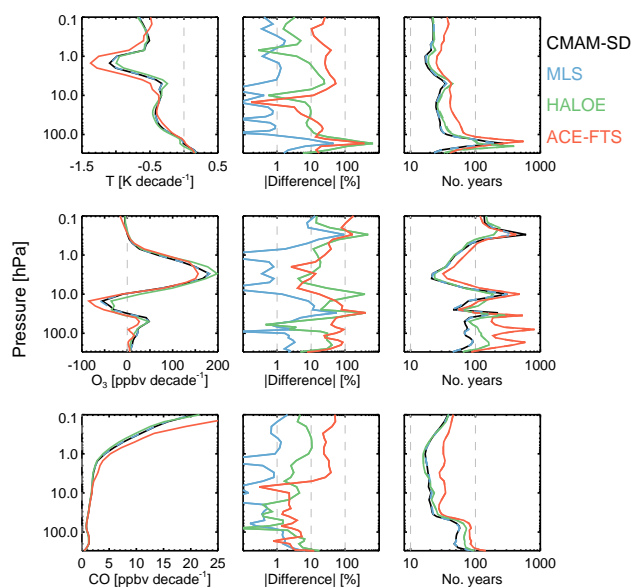 0.1
1.0
10.0
100.0
-1.5 -0.5 0.5
T [K decade-1]
1 10 100
|Difference| [%]
10 100 1000
No. years
CMAM-SD
MLS
HALOE
ACE-FTS
Pressure [hPa]
0.1
1.0
10.0
100.0
-100 0 100 200
O3 [ppbv decade-1]
1 10 100
|Difference| [%]
10 100 1000
No. years
0.1
1.0
10.0
100.0
0 5 10 15 20 25
CO [ppbv decade-1]
1 10 100
|Difference| [%]
10 100 1000
No. years